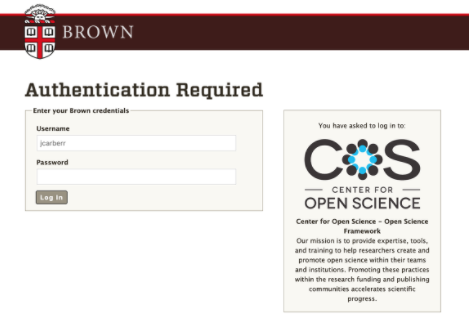 BROWN
Authentication Required
Enter your Brown credentials
Username
jcarberr
Password
Log In
You have asked to log in to:
COS
CENTER FOR
OPEN SCIENCE
Center for Open Science – Open Science
Framework
Our mission is to provide expertise, tools,
and training to help researchers create and
promote open science within their teams
and institutions. Promoting these practices
within the research funding and publishing
communities accelerates scientific
progress.